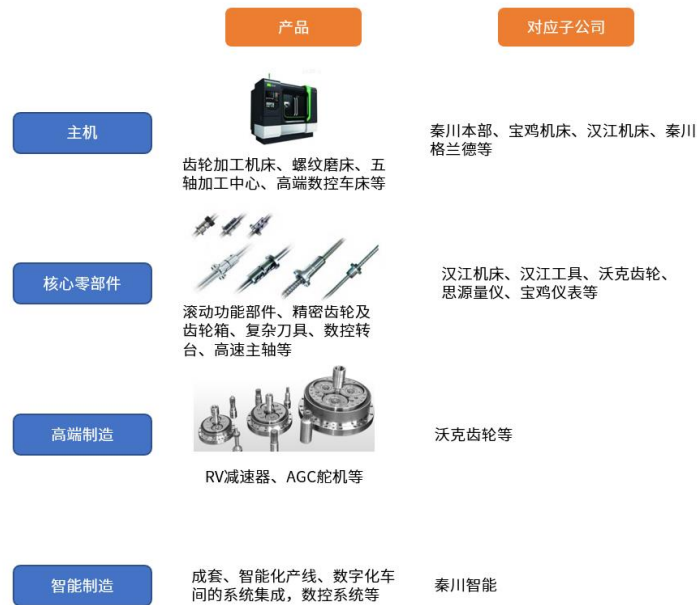 产品
对应子公司
主机
齿轮加工机床、螺纹磨床、五
轴加工中心、高端数控车床等
秦川本部、宝鸡机床、汉江机床、秦川
格兰德等
核心零部件
滚动功能部件、精密齿轮及
齿轮箱、复杂刀具、数控转
台、高速主轴等
汉江机床、汉江工具、沃克齿轮、
思源量仪、宝鸡仪表等
高端制造
RV减速器、AGC舵机等
沃克齿轮等
智能制造
成套、智能化产线、数字化车
间的系统集成，数控系统等
秦川智能